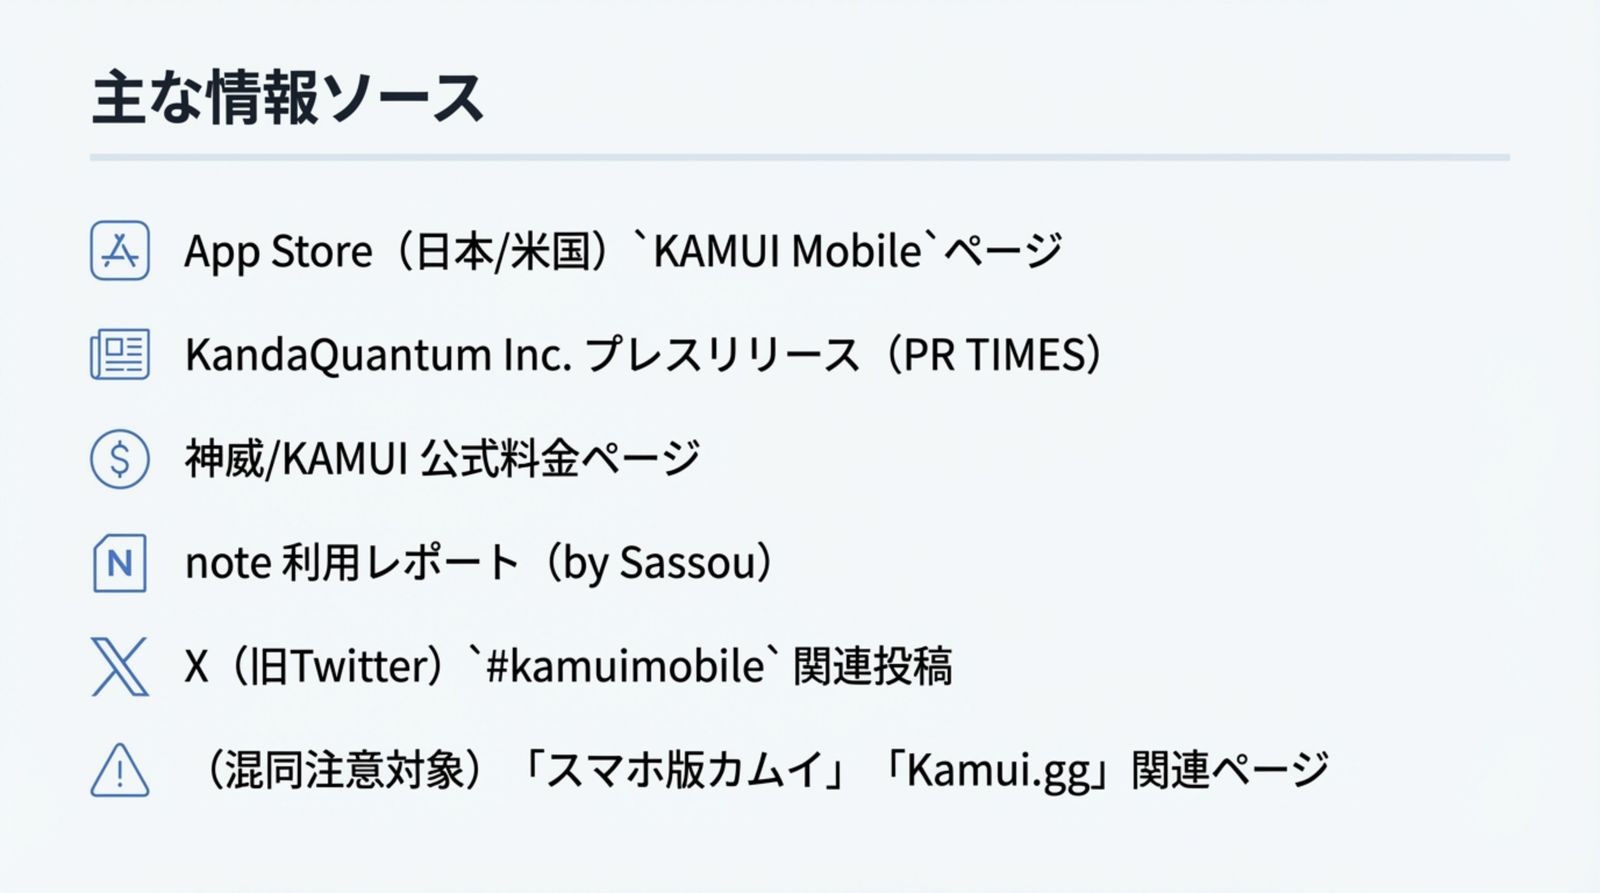 主な情報ソース
App Store（日本/米国）`KAMUI Mobile`ページ
KandaQuantum Inc. プレスリリース（PR TIMES）
$
神威/KAMUI 公式料金ページ
N
note 利用レポート（by Sassou）
X（旧Twitter）`#kamuimobile` 関連投稿
（混同注意対象）「スマホ版カムイ」「Kamui.gg」関連ページ